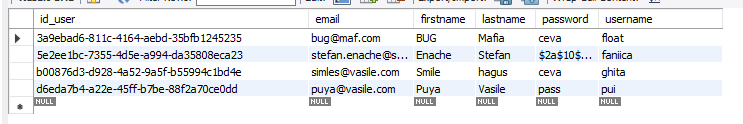 id_user email firstname lastname password username
3a9ebad6-811c-4164-aebd-35bfb1245235 bug@maf.com BUG Mafia ceva float
5e2ee1bc-7355-4d5e-a994-da35808eca23 stefan.enache@s... Enache Stefan $2a$10$... faniica
b00876d3-d928-4a52-9a5f-b55994c1bd4e simles@vasile.com Smile hagus ceva ghita
d6eda7b4-a22e-45ff-b7be-88f2a70ce0dd puya@vasile.com Puya Vasile pass pui
NULL NULL NULL NULL NULL NULL